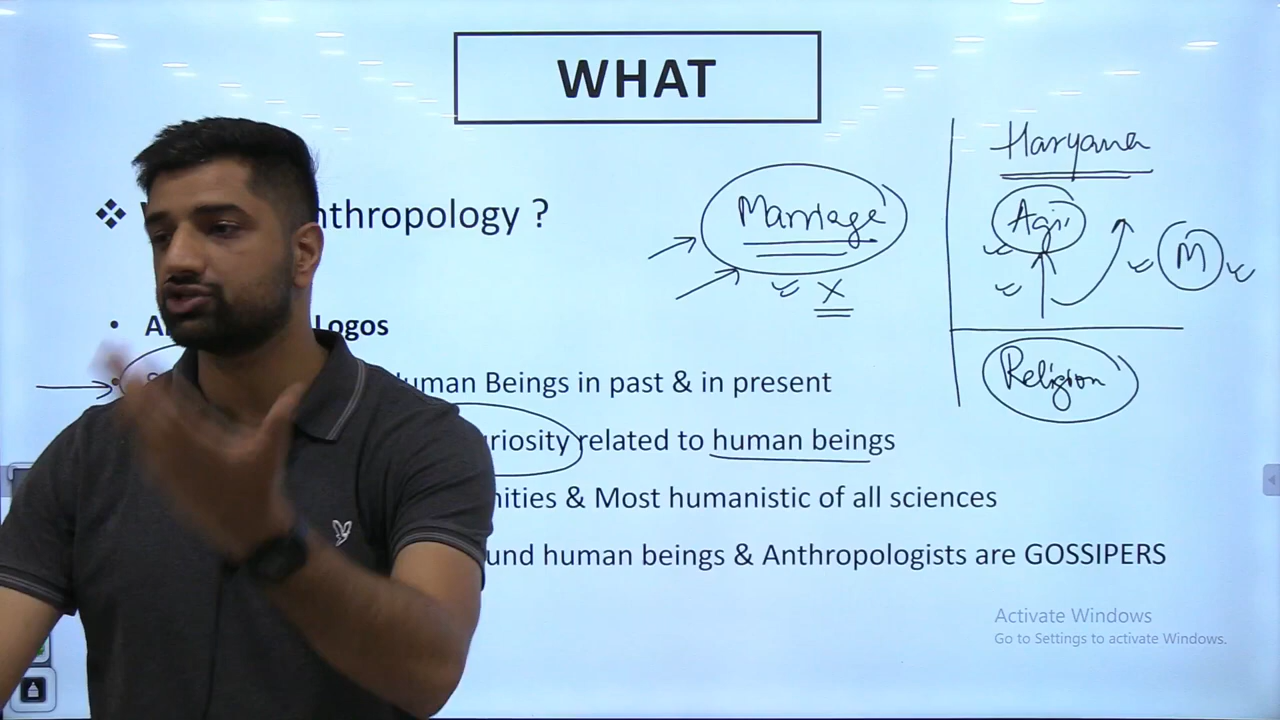 WHAT
nthropology ?
Logos
uman Beings in past & in present
riosity related to human beings
nities & Most humanistic of all sciences
und human beings & Anthropologists are GOSSIPERS
Marriage
X
Haryana
Agri
M
Religion
Activate Windows
Go to Settings to activate Windows.